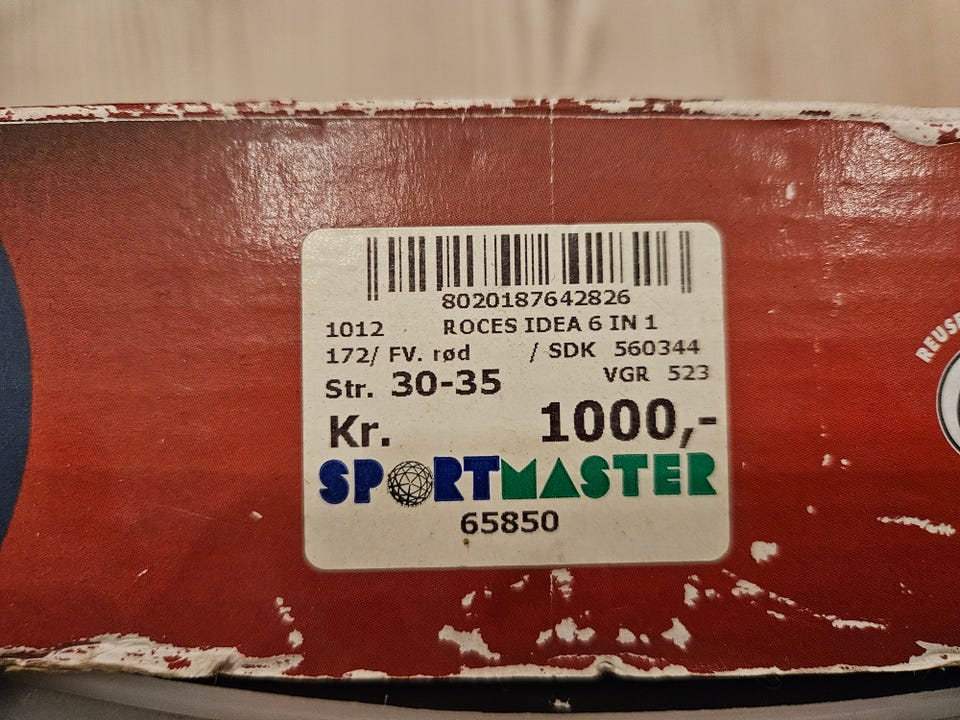 8020187642826
1012 ROCES IDEA 6 IN 1
172/ FV. rød / SDK 560344
VGR 523
Str. 30-35
Kr. 1000,-
SPORTMASTER
65850
REUSE